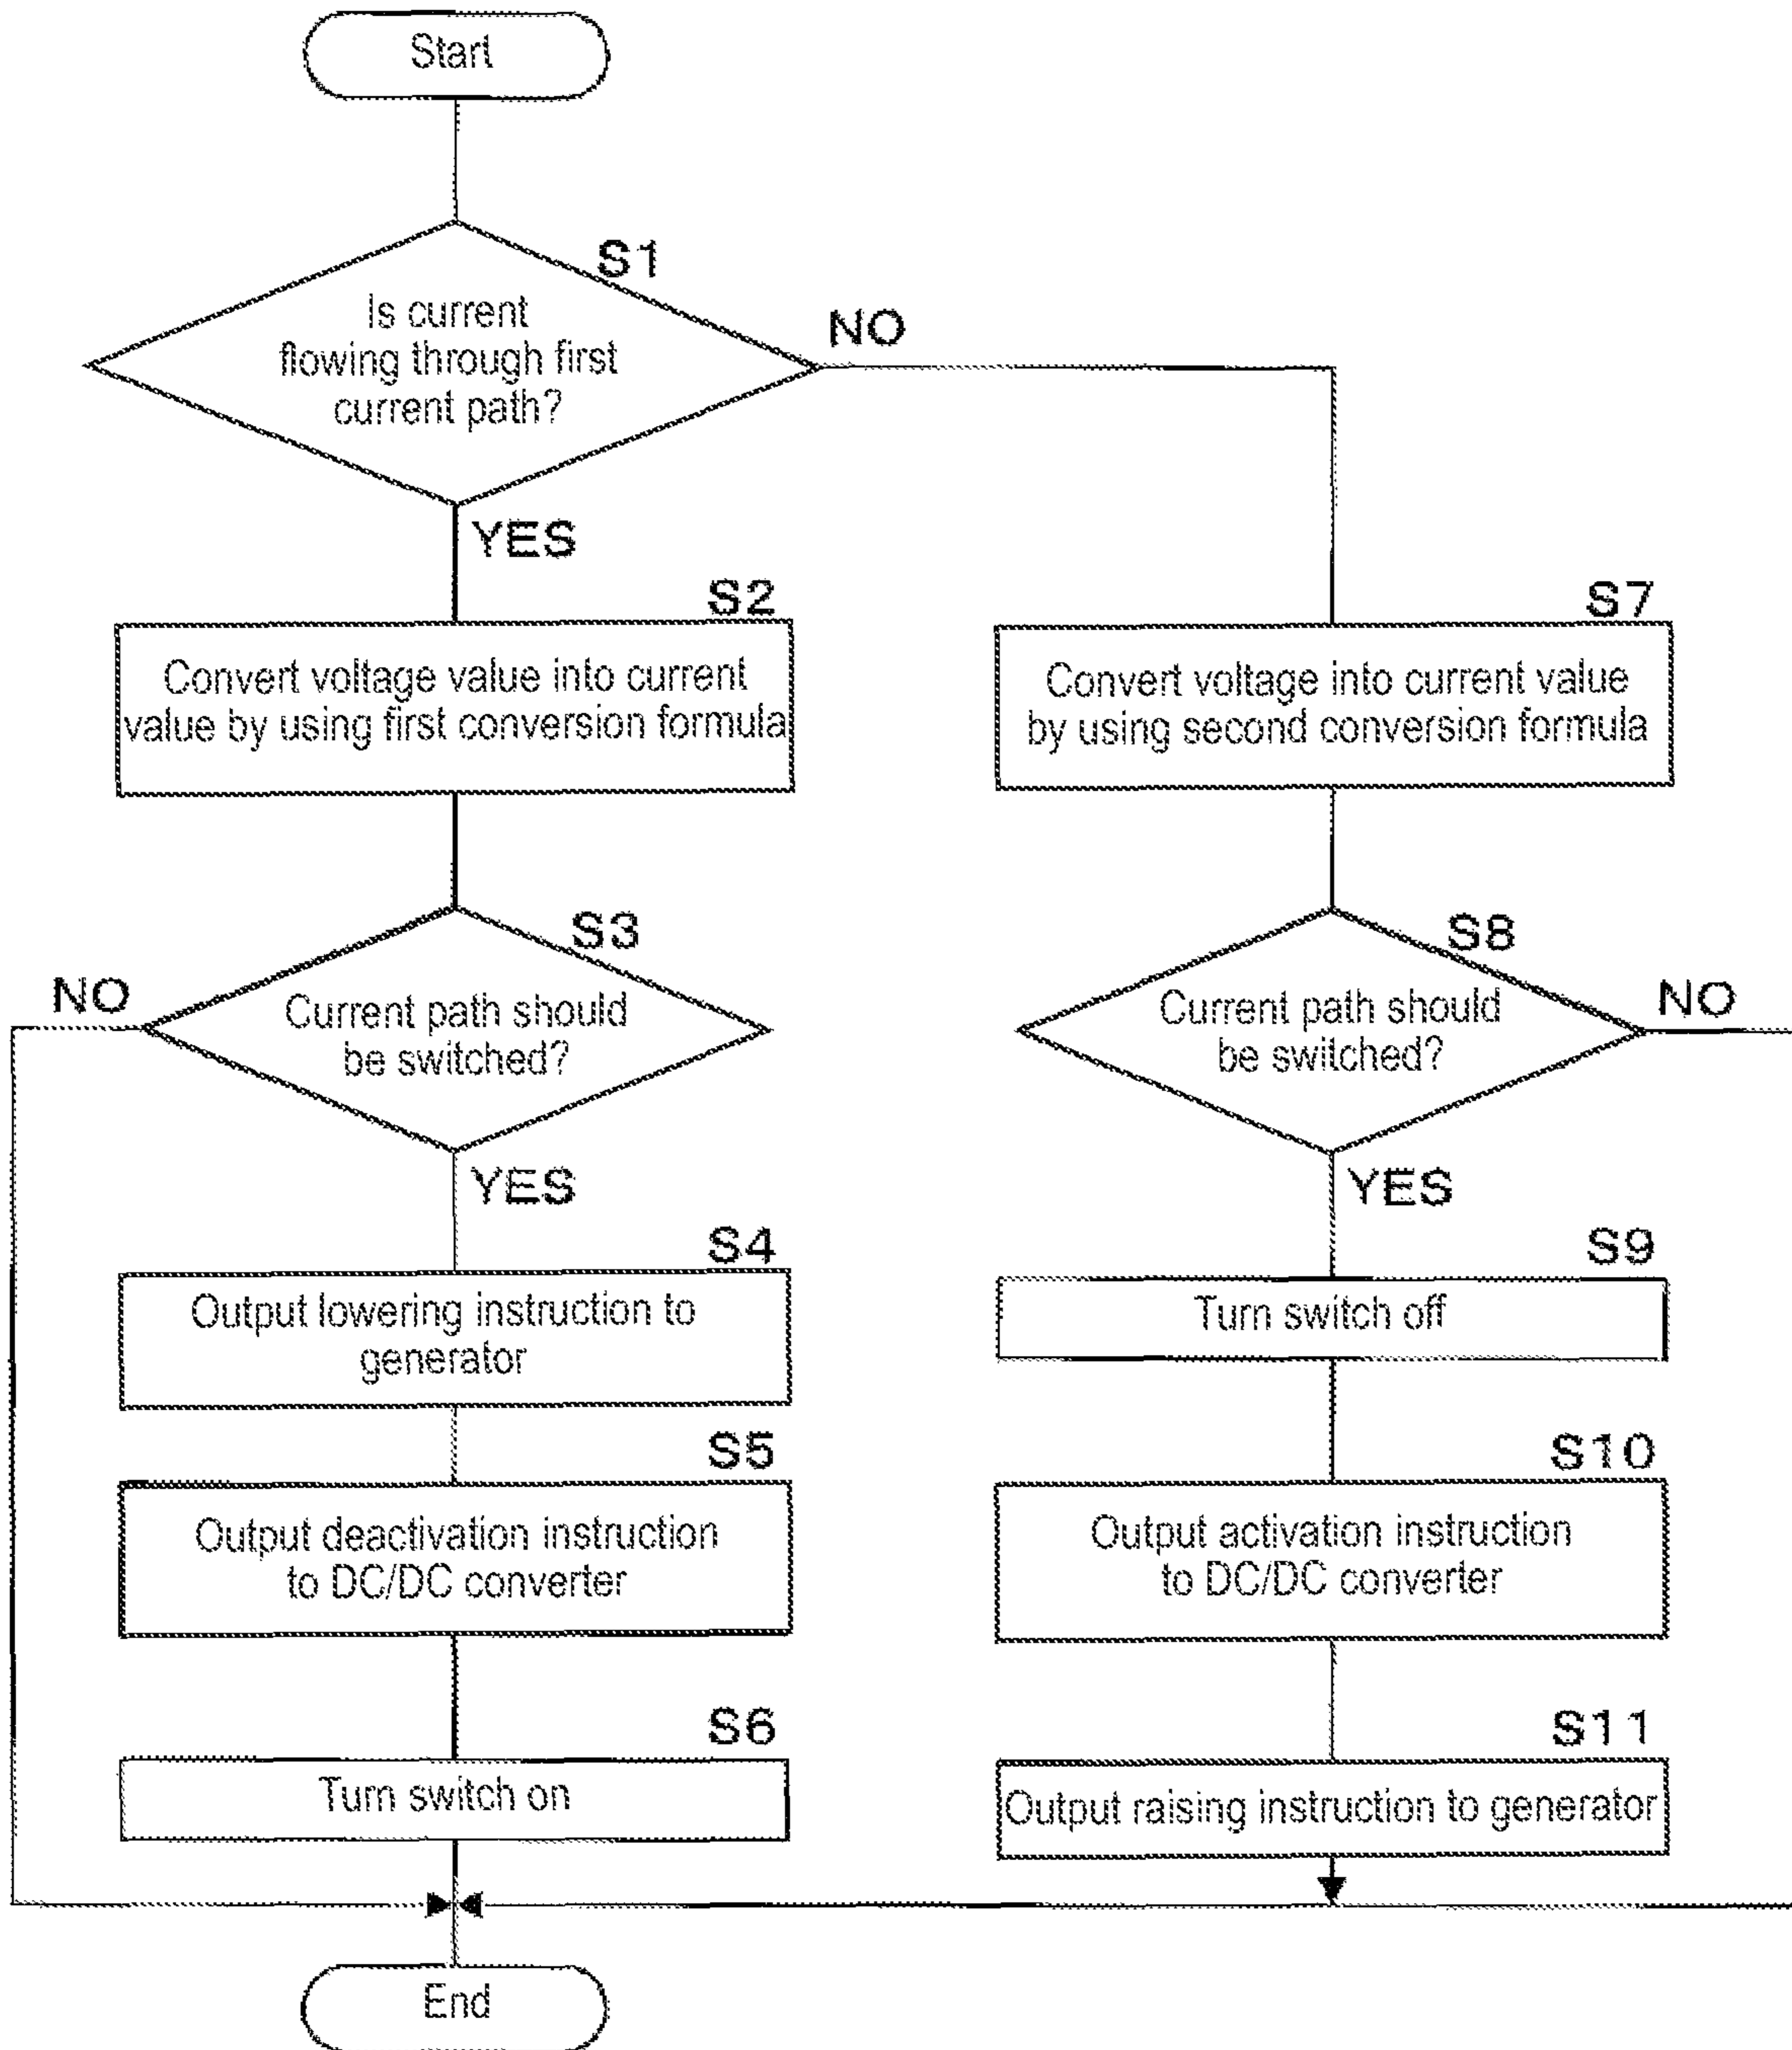 Start
S1
Is current
flowing through first
current path?
NO
YES
S2
Convert voltage value into current
value by using first conversion formula
S3
NO
Current path should
be switched?
YES
S4
Output lowering instruction to
generator
S5
Output deactivation instruction
to DC/DC converter
S6
Turn switch on
S7
Convert voltage into current value
by using second conversion formula
S8
Current path should
be switched?
NO
YES
S9
Turn switch off
S10
Output activation instruction
to DC/DC converter
S11
Output raising instruction to generator
End